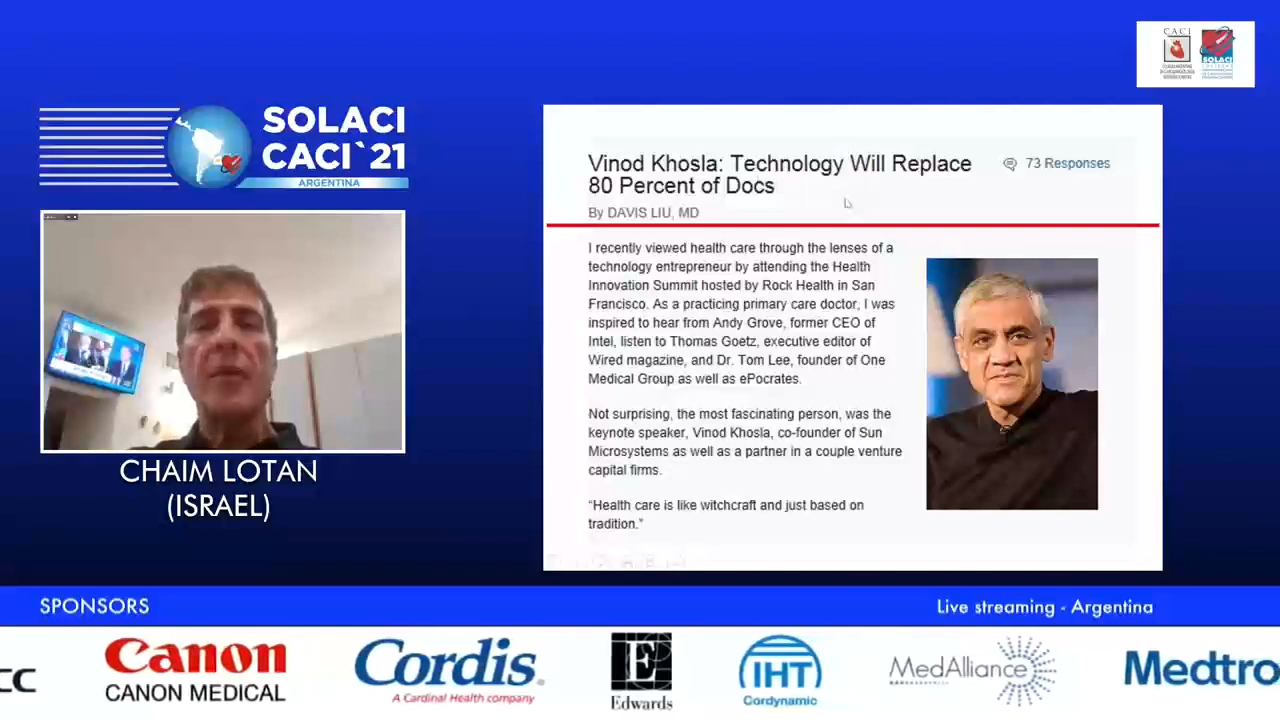 CACI
SOLACI
SOLACI
CACI`21
ARGENTINA
CHAIM LOTAN
(ISRAEL)
Vinod Khosla: Technology Will Replace
80 Percent of Docs
73 Responses
By DAVIS LIU, MD
I recently viewed health care through the lenses of a
technology entrepreneur by attending the Health
Innovation Summit hosted by Rock Health in San
Francisco. As a practicing primary care doctor, I was
inspired to hear from Andy Grove, former CEO of
Intel, listen to Thomas Goetz, executive editor of
Wired magazine, and Dr. Tom Lee, founder of One
Medical Group as well as ePocrates.
Not surprising, the most fascinating person, was the
keynote speaker, Vinod Khosla, co-founder of Sun
Microsystems as well as a partner in a couple venture
capital firms.
“Health care is like witchcraft and just based on
tradition.”
SPONSORS
Live streaming - Argentina
CC
Canon
CANON MEDICAL
Cordis.
A Cardinal Health company
E
Edwards
IHT
Cordynamic
MedAlliance
Medtro